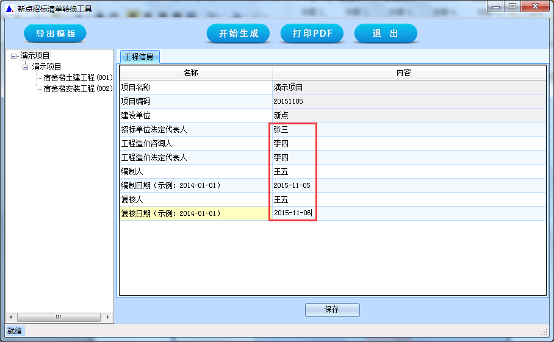 新点招标清单转换工具
导出模版
开始生成
打印PDF
退 出
演示项目
演示项目
宿营楼土建工程(001)
宿营楼安装工程(002)
工程信息
名称 内容
项目名称 演示项目
项目编码 20151105
建设单位 新点
招标单位法定代表人 张三
工程造价咨询人 李四
工程造价法定代表人 李四
编制人 王五
编制日期(示例：2014-01-01) 2015-11-05
复核人 王五
复核日期(示例：2014-01-01) 2015-11-06
保存
就绪